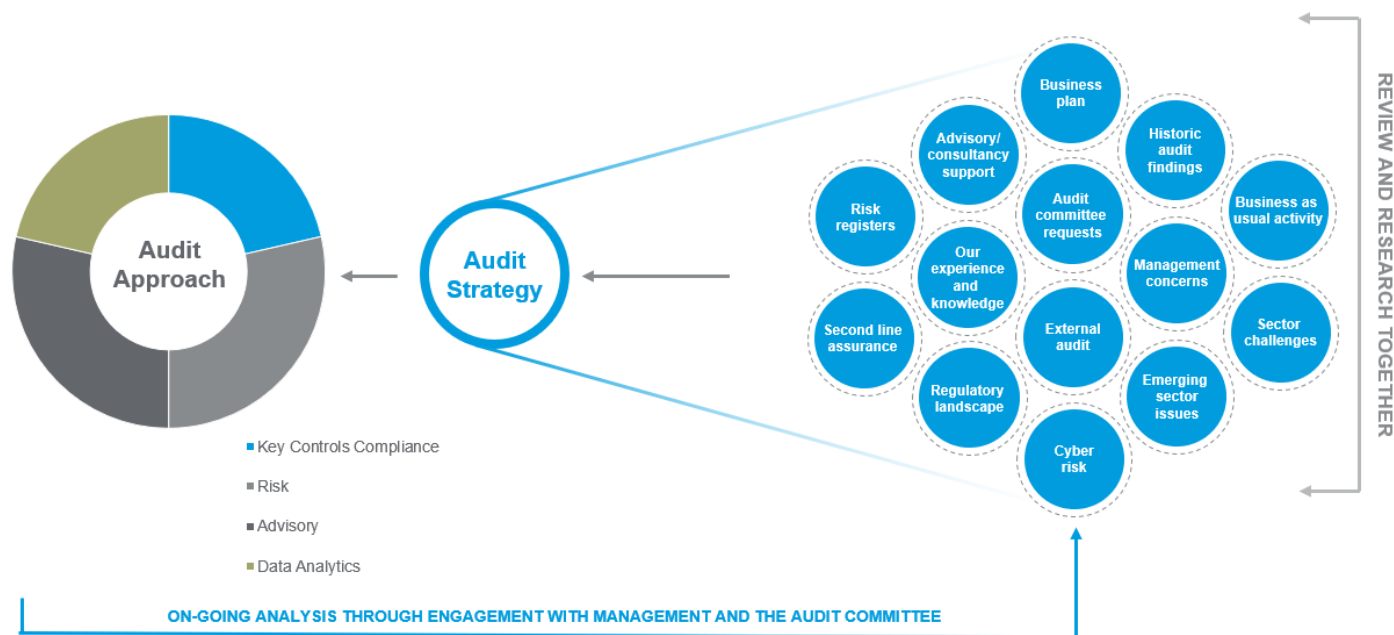 Audit
Approach
Key Controls Compliance
Risk
Advisory
Data Analytics
Audit
Strategy
Business
plan
Advisory/
consultancy
support
Historic
audit
findings
Risk
registers
Audit
committee
requests
Business as
usual activity
Our
experience
and
knowledge
Management
concerns
Second line
assurance
External
audit
Sector
challenges
Regulatory
landscape
Emerging
sector
issues
Cyber
risk
REVIEW AND RESEARCH TOGETHER
ON-GOING ANALYSIS THROUGH ENGAGEMENT WITH MANAGEMENT AND THE AUDIT COMMITTEE